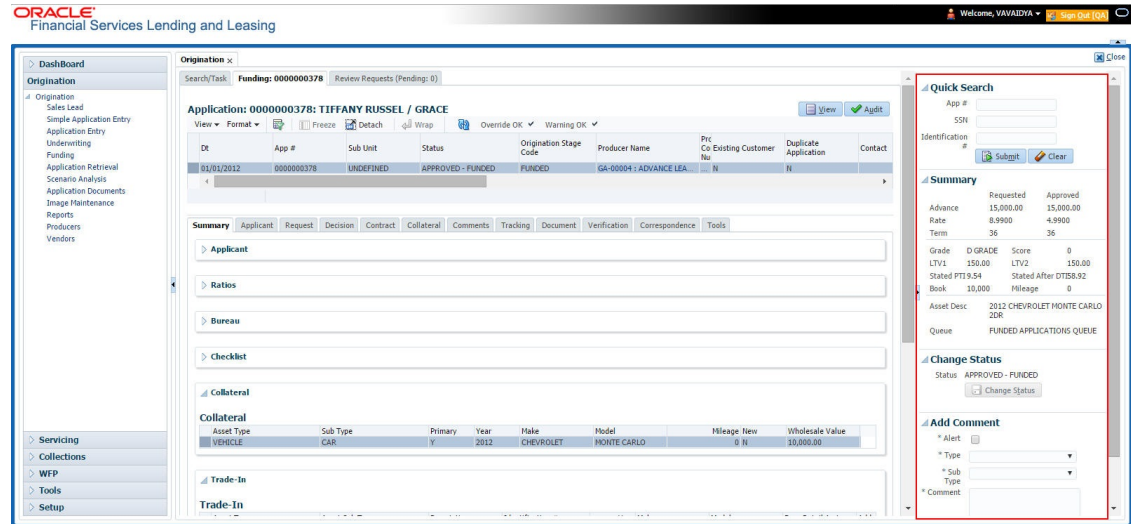 ORACLE
Financial Services Lending and Leasing
Welcome, VAVAIDYA
Sign Out (QA)
Close
DashBoard
Origination
Origination
Sales Lead
Simple Application Entry
Application Entry
Underwriting
Funding
Application Retrieval
Scenario Analysis
Application Documents
Image Maintenance
Reports
Producers
Vendors
Servicing
Collections
WFP
Tools
Setup
Origination x
Search/Task Funding: 0000000378 Review Requests (Pending: 0)
Application: 0000000378: TIFFANY RUSSEL / GRACE
View Audit
View Format Freeze Detach Wrap Override OK Warning OK
Dt App # Sub Unit Status Origination Stage Code Producer Name Prc Co Nu Existing Customer Duplicate Application Contact
01/01/2012 0000000378 UNDEFINED APPROVED - FUNDED FUNDED GA-00004 : ADVANCE LEA... ... N N
Summary Applicant Request Decision Contract Collateral Comments Tracking Document Verification Correspondence Tools
Applicant
Ratios
Bureau
Checklist
Collateral
Collateral
Asset Type Sub Type Primary Year Make Model Mileage New Wholesale Value
VEHICLE CAR Y 2012 CHEVROLET MONTE CARLO 0 N 10,000.00
Trade-In
Trade-In
Quick Search
App #
SSN
Identification #
Submit Clear
Summary
Requested Approved
Advance 15,000.00 15,000.00
Rate 8.9900 4.9900
Term 36 36
Grade D GRADE Score 0
LTV1 150.00 LTV2 150.00
Stated PTI 9.54 Stated After DTI 58.92
Book 10,000 Mileage 0
Asset Desc 2012 CHEVROLET MONTE CARLO
2DR
Queue FUNDED APPLICATIONS QUEUE
Change Status
Status APPROVED - FUNDED
Change Status
Add Comment
* Alert
* Type
* Sub
Type
* Comment